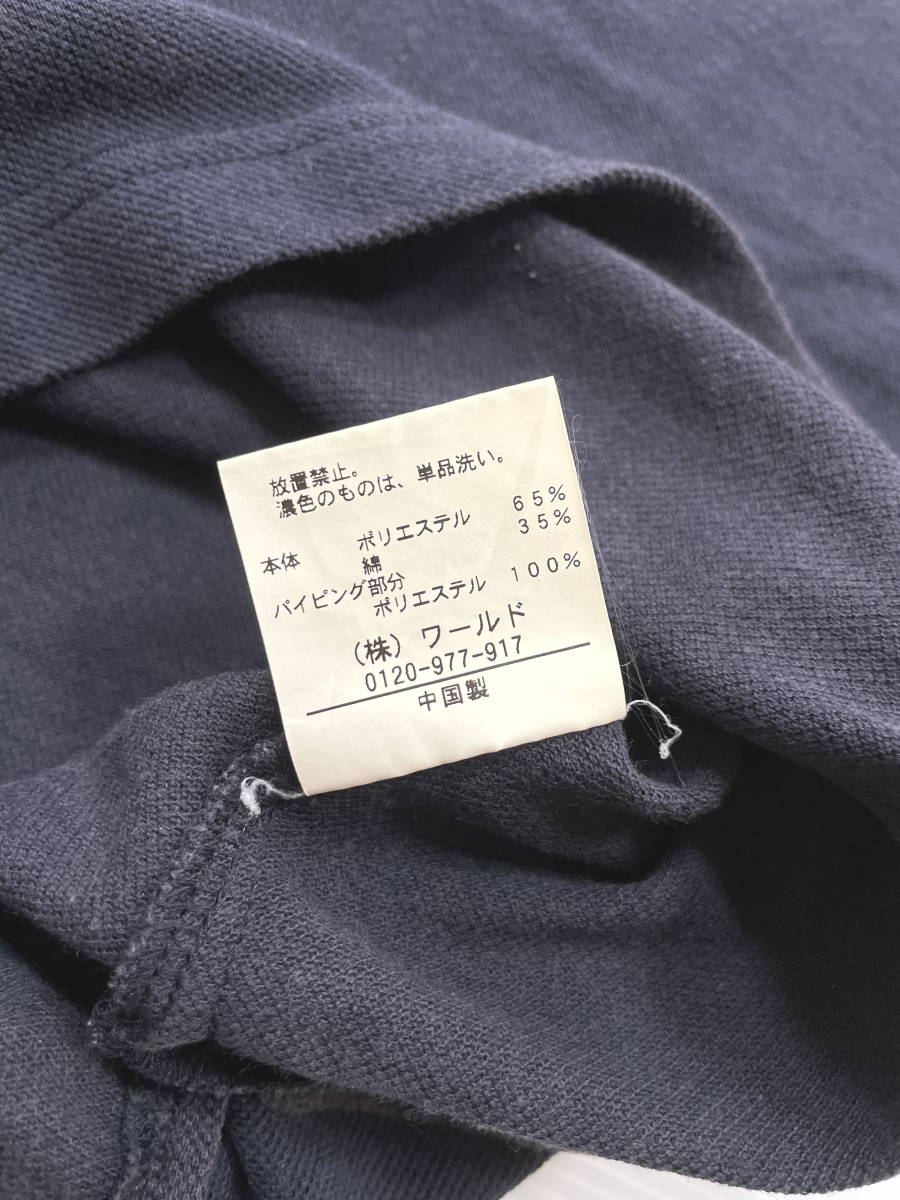 放置禁止。
濃色のものは、単品洗い。
本体 ポリエステル 65%
綿 35%
パイピング部分
ポリエステル 100%
(株) ワールド
0120-977-917
中国製